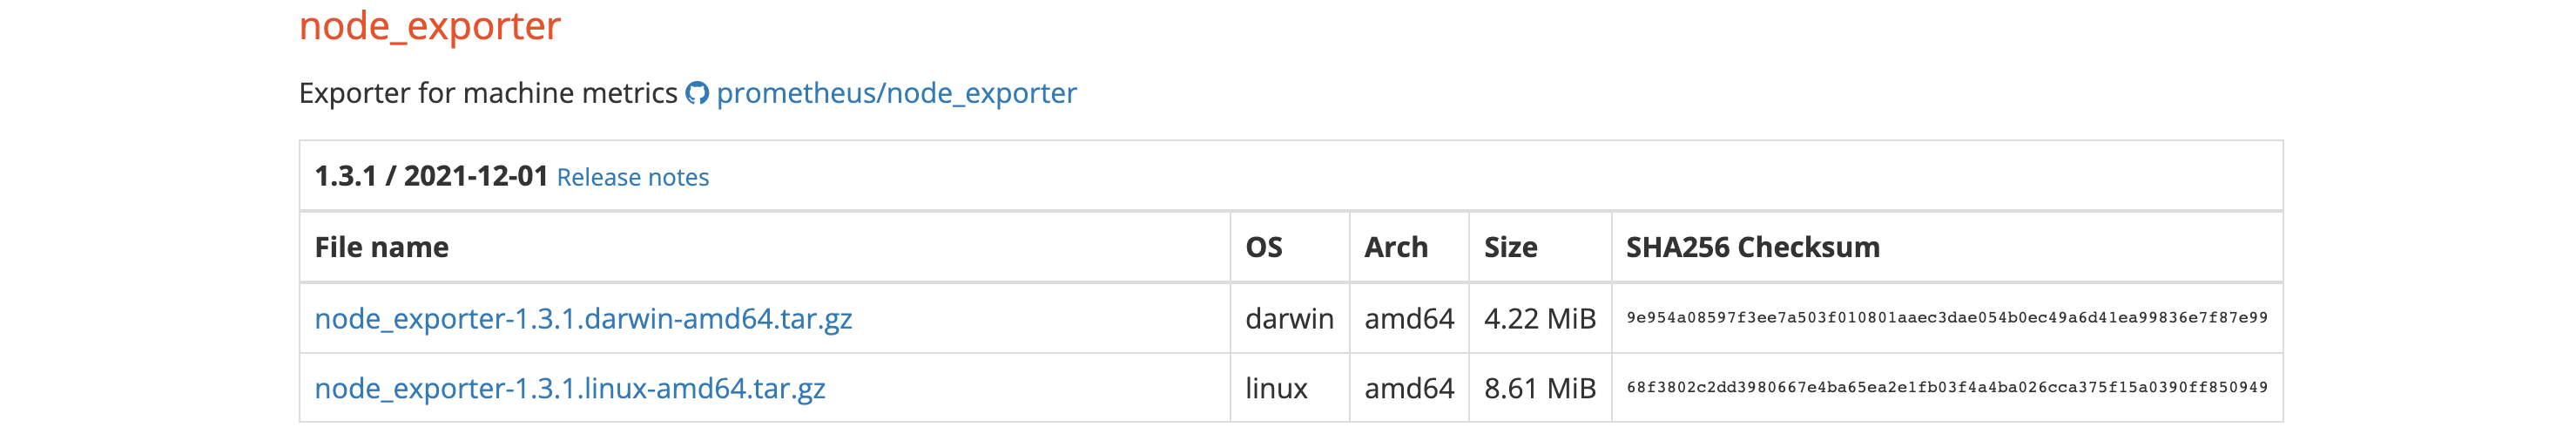 node_exporter
Exporter for machine metrics prometheus/node_exporter
1.3.1 / 2021-12-01 Release notes
File name OS Arch Size SHA256 Checksum
node_exporter-1.3.1.darwin-amd64.tar.gz darwin amd64 4.22 MiB 9e954a08597f3ee7a503f010801aaec3dae054b0ec49a6d41ea99836e7f87e99
node_exporter-1.3.1.linux-amd64.tar.gz linux amd64 8.61 MiB 68f3802c2dd3980667e4ba65ea2e1fb03f4a4ba026cca375f15a0390ff850949